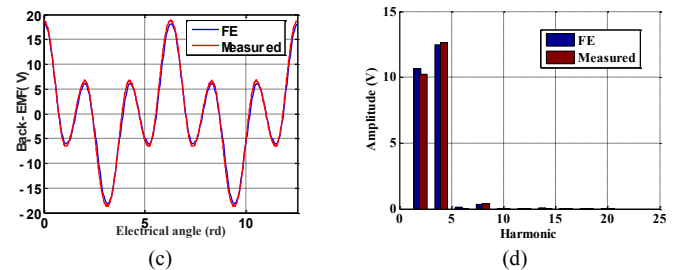 20
15
10
5
0
-5
-10
-15
-20
Back-EMF( V)
FE
Measured
0
5
10
Electrical angle (rd)
(c)
15
10
5
0
Amplitude (V)
FE
Measured
0
5
10
15
20
25
Harmonic
(d)